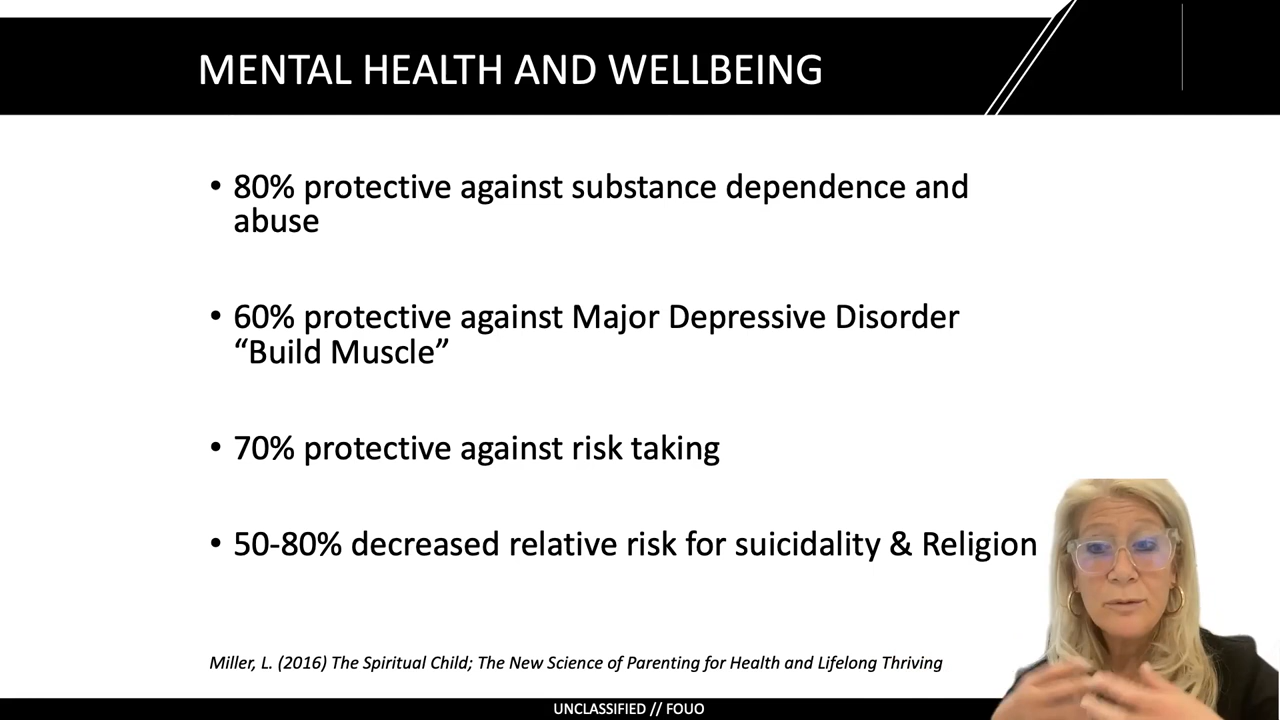 MENTAL HEALTH AND WELLBEING
• 80% protective against substance dependence and
abuse
• 60% protective against Major Depressive Disorder
“Build Muscle”
• 70% protective against risk taking
• 50-80% decreased relative risk for suicidality & Religion
Miller, L. (2016) The Spiritual Child; The New Science of Parenting for Health and Lifelong Thriving
UNCLASSIFIED // FOUO